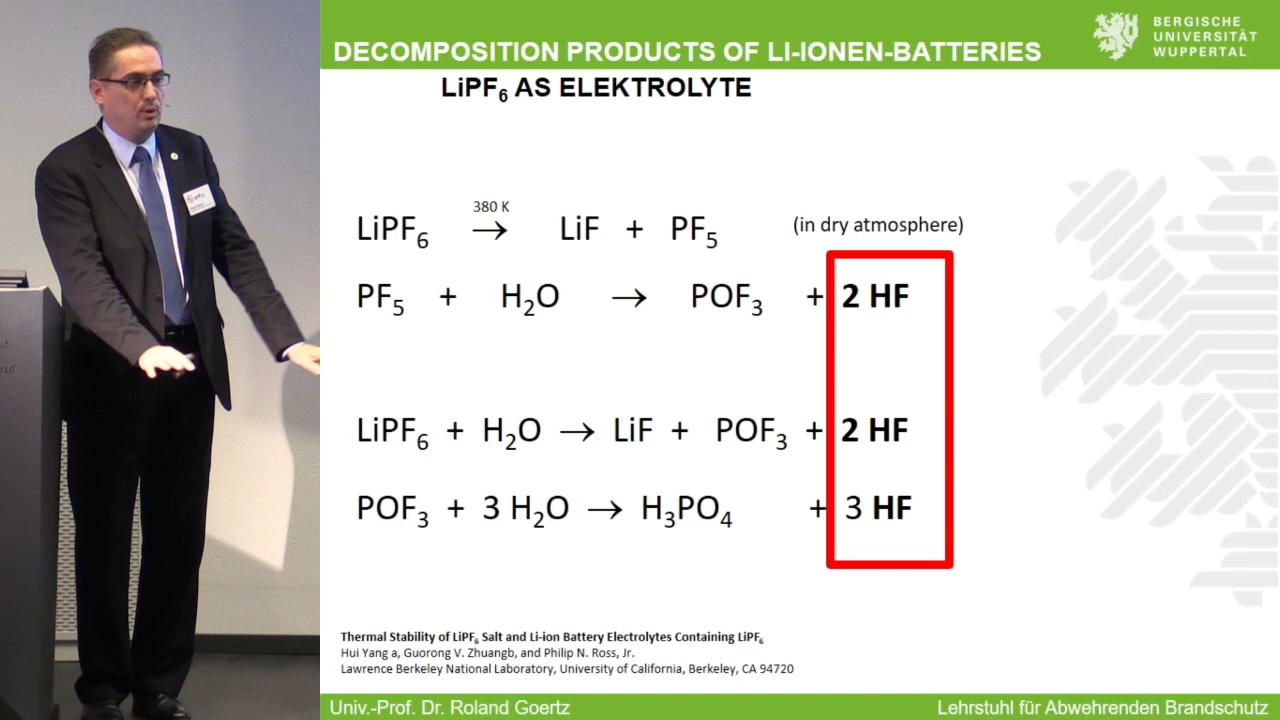 BERGISCHE
UNIVERSITÄT
WUPPERTAL
DECOMPOSITION PRODUCTS OF LI-IONEN-BATTERIES
LiPF₆ AS ELEKTROLYTE
380 K
LiPF₆ → LiF + PF₅ (in dry atmosphere)
PF₅ + H₂O → POF₃ + 2 HF
LiPF₆ + H₂O → LiF + POF₃ + 2 HF
POF₃ + 3 H₂O → H₃PO₄ + 3 HF
Thermal Stability of LiPF₆ Salt and Li-ion Battery Electrolytes Containing LiPF₆
Hui Yang a, Guorong V. Zhuangb, and Philip N. Ross, Jr.
Lawrence Berkeley National Laboratory, University of California, Berkeley, CA 94720
Univ.-Prof. Dr. Roland Goertz
Lehrstuhl für Abwehrenden Brandschutz